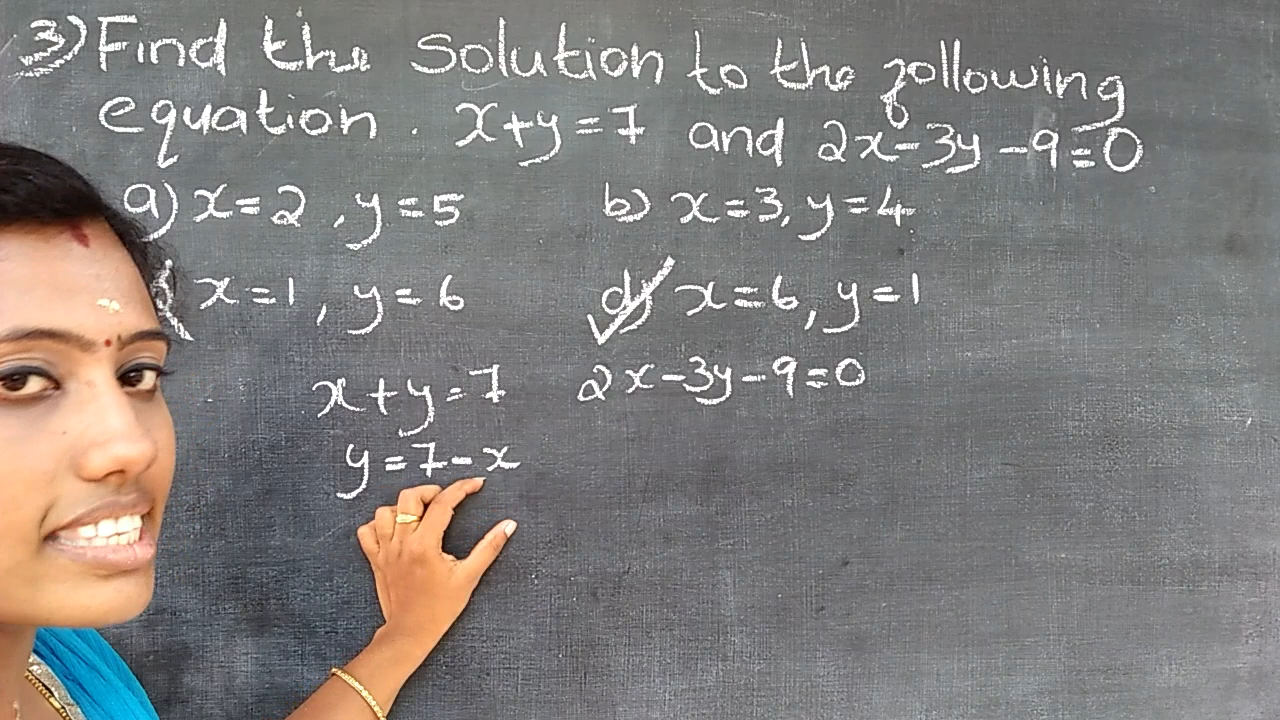 3) Find the Solution to the following
equation. x+y=7 and 2x-3y-9=0
a) x=2, y=5 b) x=3, y=4
x=1, y=6 d) x=6, y=1
x+y=7 2x-3y-9=0
y=7-x